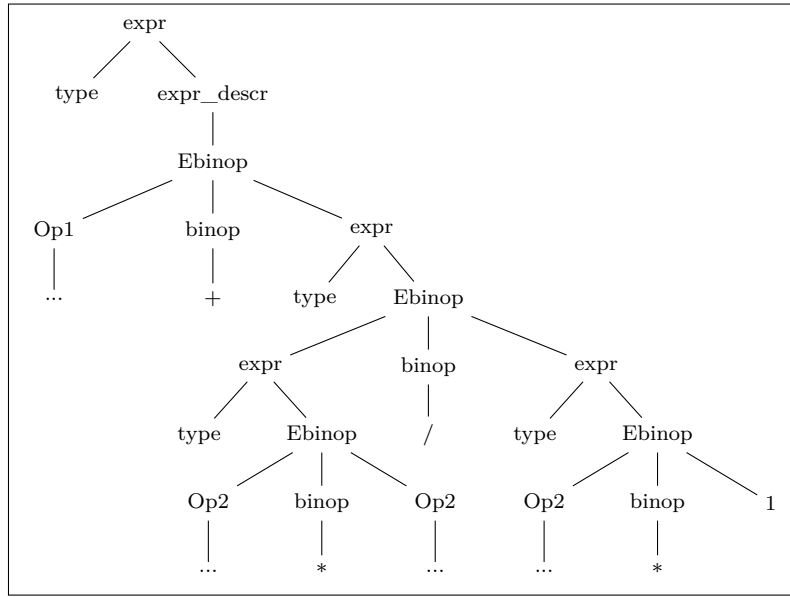 expr
type expr_descr
Ebinop
Op1 binop expr
... + type Ebinop
expr binop expr
type Ebinop / type Ebinop
Op2 binop Op2 Op2 binop 1
... * ... ... *